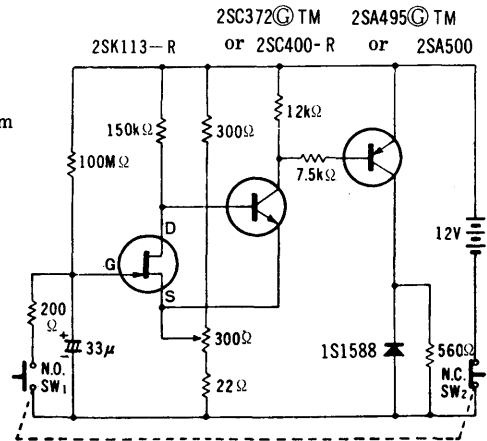 2SC372Ⓖ TM 2SA495Ⓖ TM
2SK113-R or 2SC400-R or 2SA500
m
150kΩ
300Ω
12kΩ
100MΩ
7.5kΩ
D
12V
G
S
200
Ω
+
33μ
-
300Ω
1S1588
560Ω
N.O.
SW₁
22Ω
N.C.
SW₂